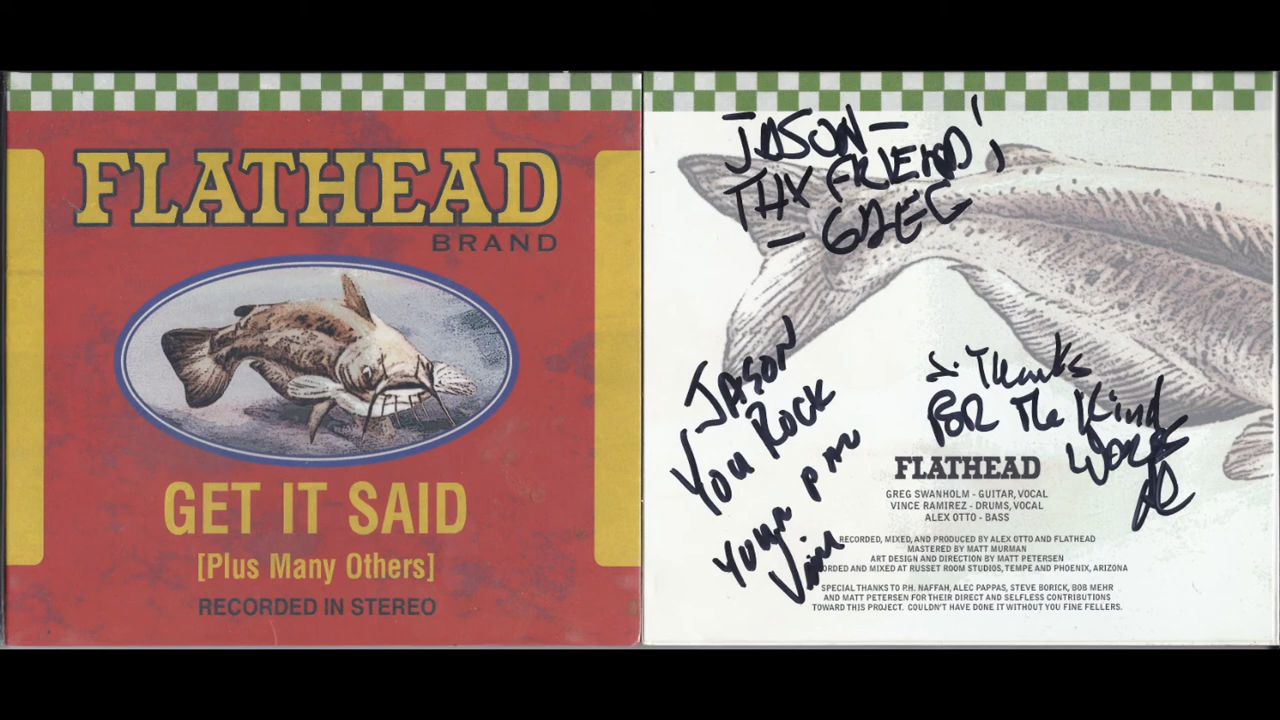 FLATHEAD
BRAND
GET IT SAID
[Plus Many Others]
RECORDED IN STEREO
JASON—
THX FRIEND!,
— GREG
JASON
YOU ROCK
YOUR
Vin
J. Thanks
FOR The Kind
WORDS
FLATHEAD
GREG SWANHOLM - GUITAR, VOCAL
VINCE RAMIREZ - DRUMS, VOCAL
ALEX OTTO - BASS
RECORDED, MIXED, AND PRODUCED BY ALEX OTTO AND FLATHEAD
MASTERED BY MATT MURMAN
ART DESIGN AND DIRECTION BY MATT PETERSEN
ORDED AND MIXED AT RUSSET ROOM STUDIOS, TEMPE AND PHOENIX, ARIZONA
SPECIAL THANKS TO P.H. NAFFAH, ALEC PAPPAS, STEVE BORICK, BOB MEHR
AND MATT PETERSEN FOR THEIR DIRECT AND SELFLESS CONTRIBUTIONS
TOWARD THIS PROJECT. COULDN'T HAVE DONE IT WITHOUT YOU FINE FELLERS.